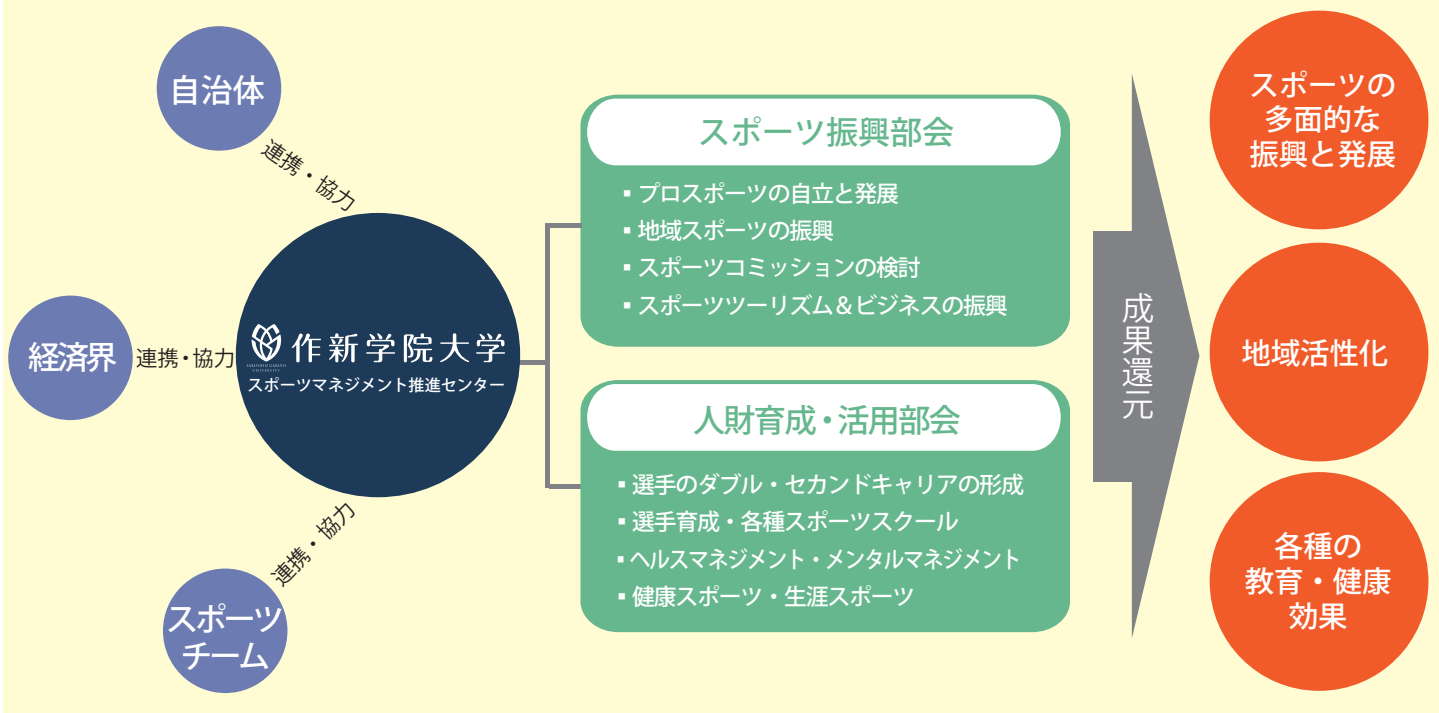 自治体
連携・協力
経済界
連携・協力
スポーツ
チーム
連携・協力
作新学院大学
SAKUSHIN GAKUIN
UNIVERSITY
スポーツマネジメント推進センター
スポーツ振興部会
▪プロスポーツの自立と発展
▪地域スポーツの振興
▪スポーツコミッションの検討
▪スポーツツーリズム＆ビジネスの振興
人財育成・活用部会
▪選手のダブル・セカンドキャリアの形成
▪選手育成・各種スポーツスクール
▪ヘルスマネジメント・メンタルマネジメント
▪健康スポーツ・生涯スポーツ
成果還元
スポーツの
多面的な
振興と発展
地域活性化
各種の
教育・健康
効果